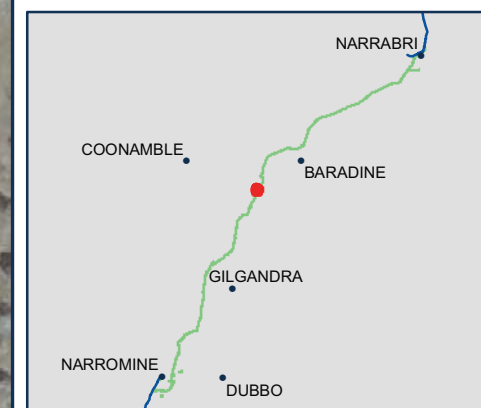 NARRABRI
COONAMBLE
BARADINE
GILGANDRA
NARROMINE
DUBBO